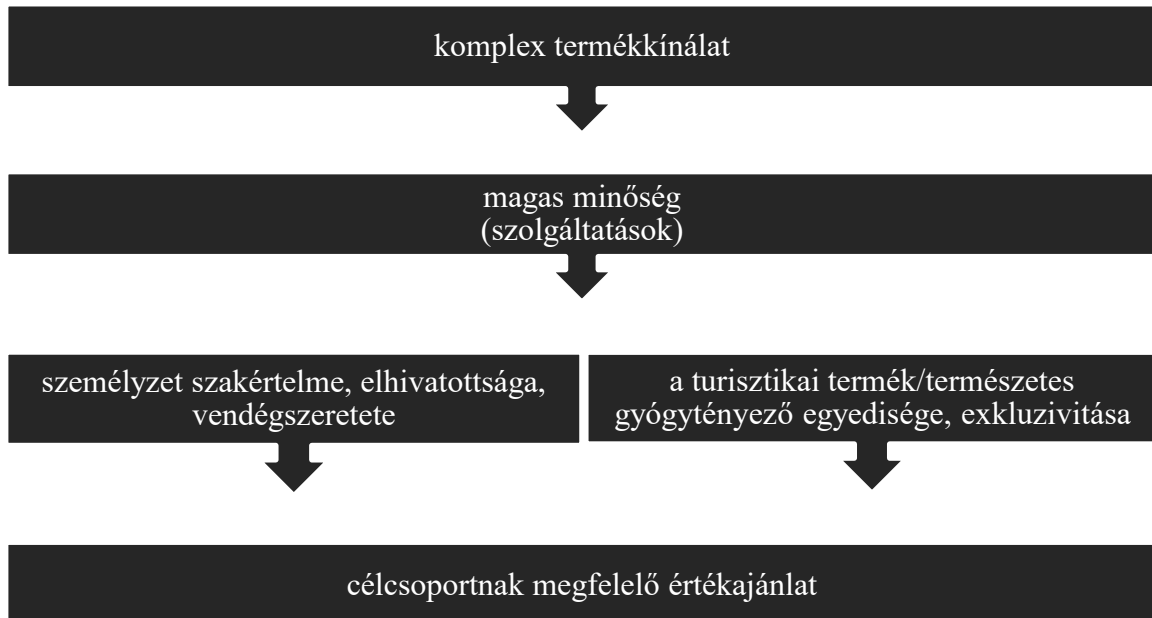 komplex termékkínálat
magas minőség
(szolgáltatások)
személyzet szakértelme, elhivatottsága,
vendégszeretete
a turisztikai termék/természetes
gyógytényező egyedisége, exkluzivitása
célcsoportnak megfelelő értékajánlat